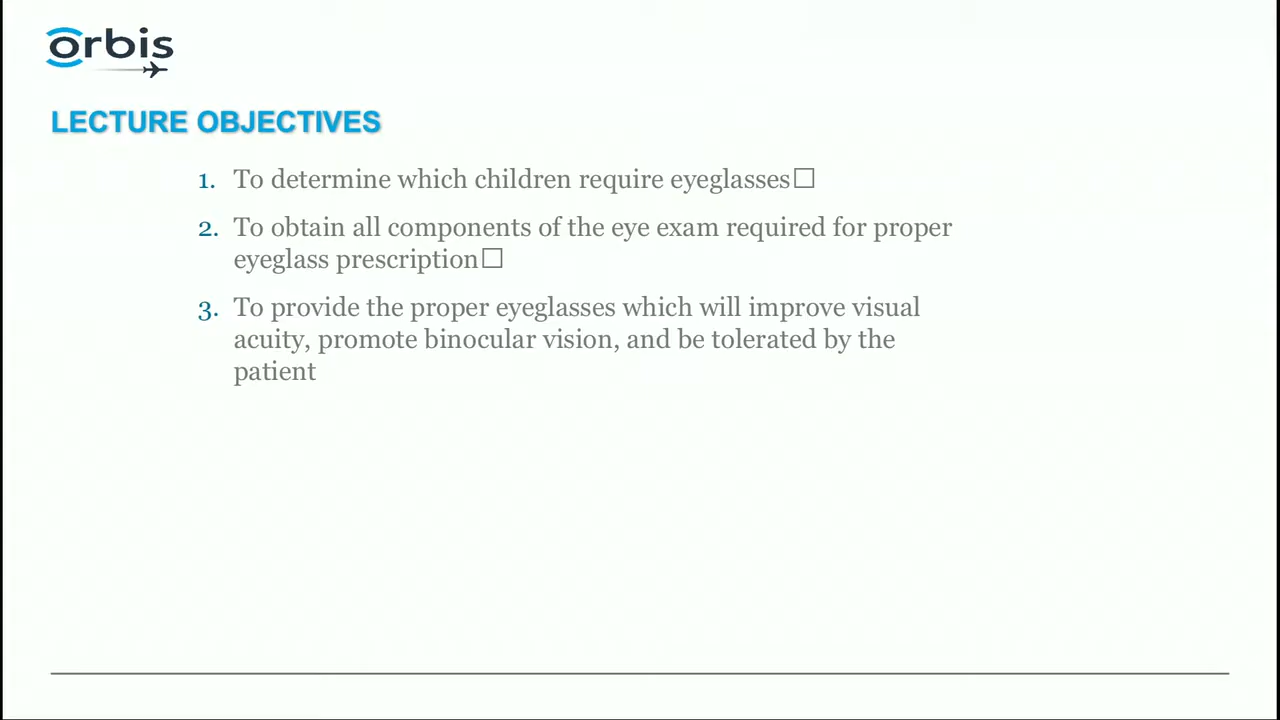 orbis
LECTURE OBJECTIVES
1. To determine which children require eyeglasses□
2. To obtain all components of the eye exam required for proper
eyeglass prescription□
3. To provide the proper eyeglasses which will improve visual
acuity, promote binocular vision, and be tolerated by the
patient